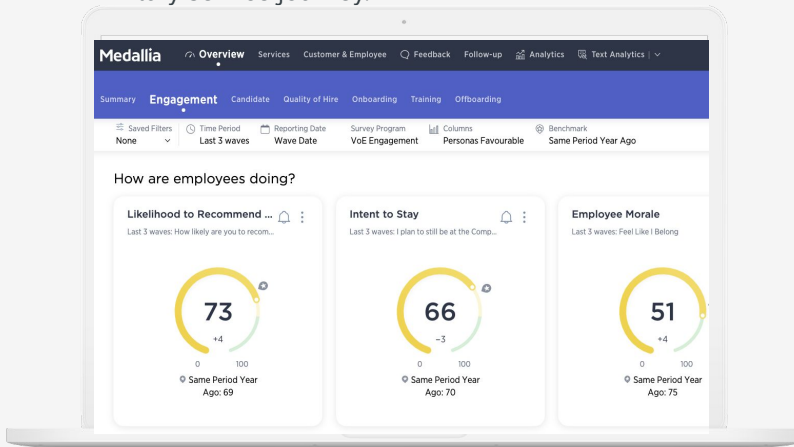 Medallia Overview Services Customer & Employee Feedback Follow-up Analytics Text Analytics
Summary Engagement Candidate Quality of Hire Onboarding Training Offboarding
Saved Filters Time Period Reporting Date Survey Program Columns Benchmark
None Last 3 waves Wave Date VoE Engagement Personas Favourable Same Period Year Ago
How are employees doing?
Likelihood to Recommend ...
Last 3 waves: How likely are you to recom...
73
+4
0 100
Same Period Year
Ago: 69
Intent to Stay
Last 3 waves: I plan to still be at the Comp...
66
−3
0 100
Same Period Year
Ago: 70
Employee Morale
Last 3 waves: Feel Like I Belong
51
+4
0 100
Same Period Year
Ago: 75